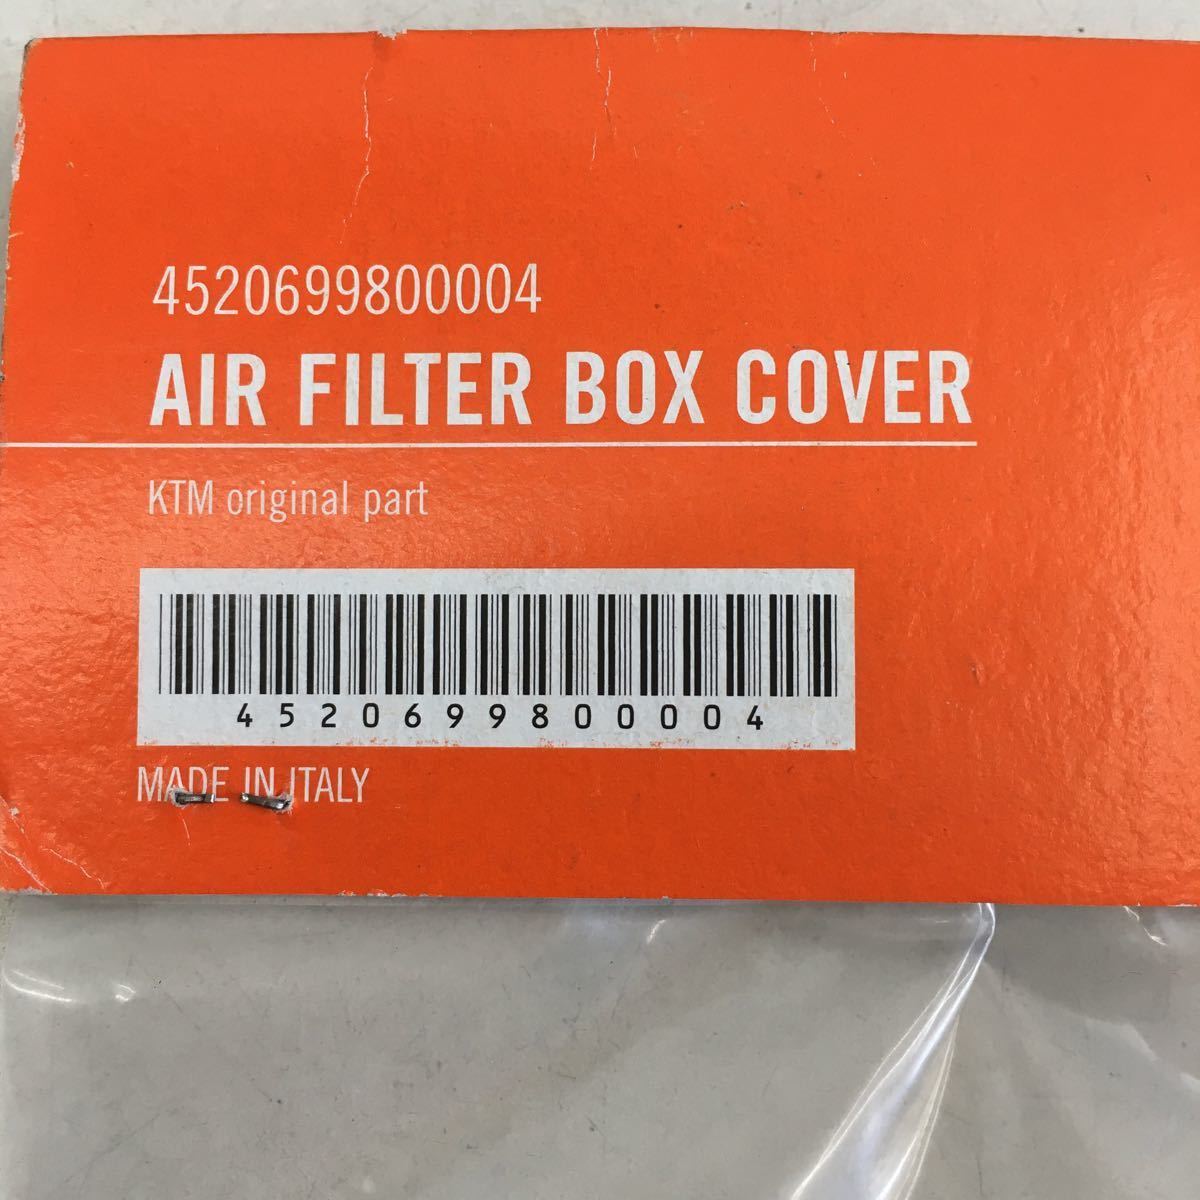 4520699800004
AIR FILTER BOX COVER
KTM original part
4520699800004
MADE IN ITALY